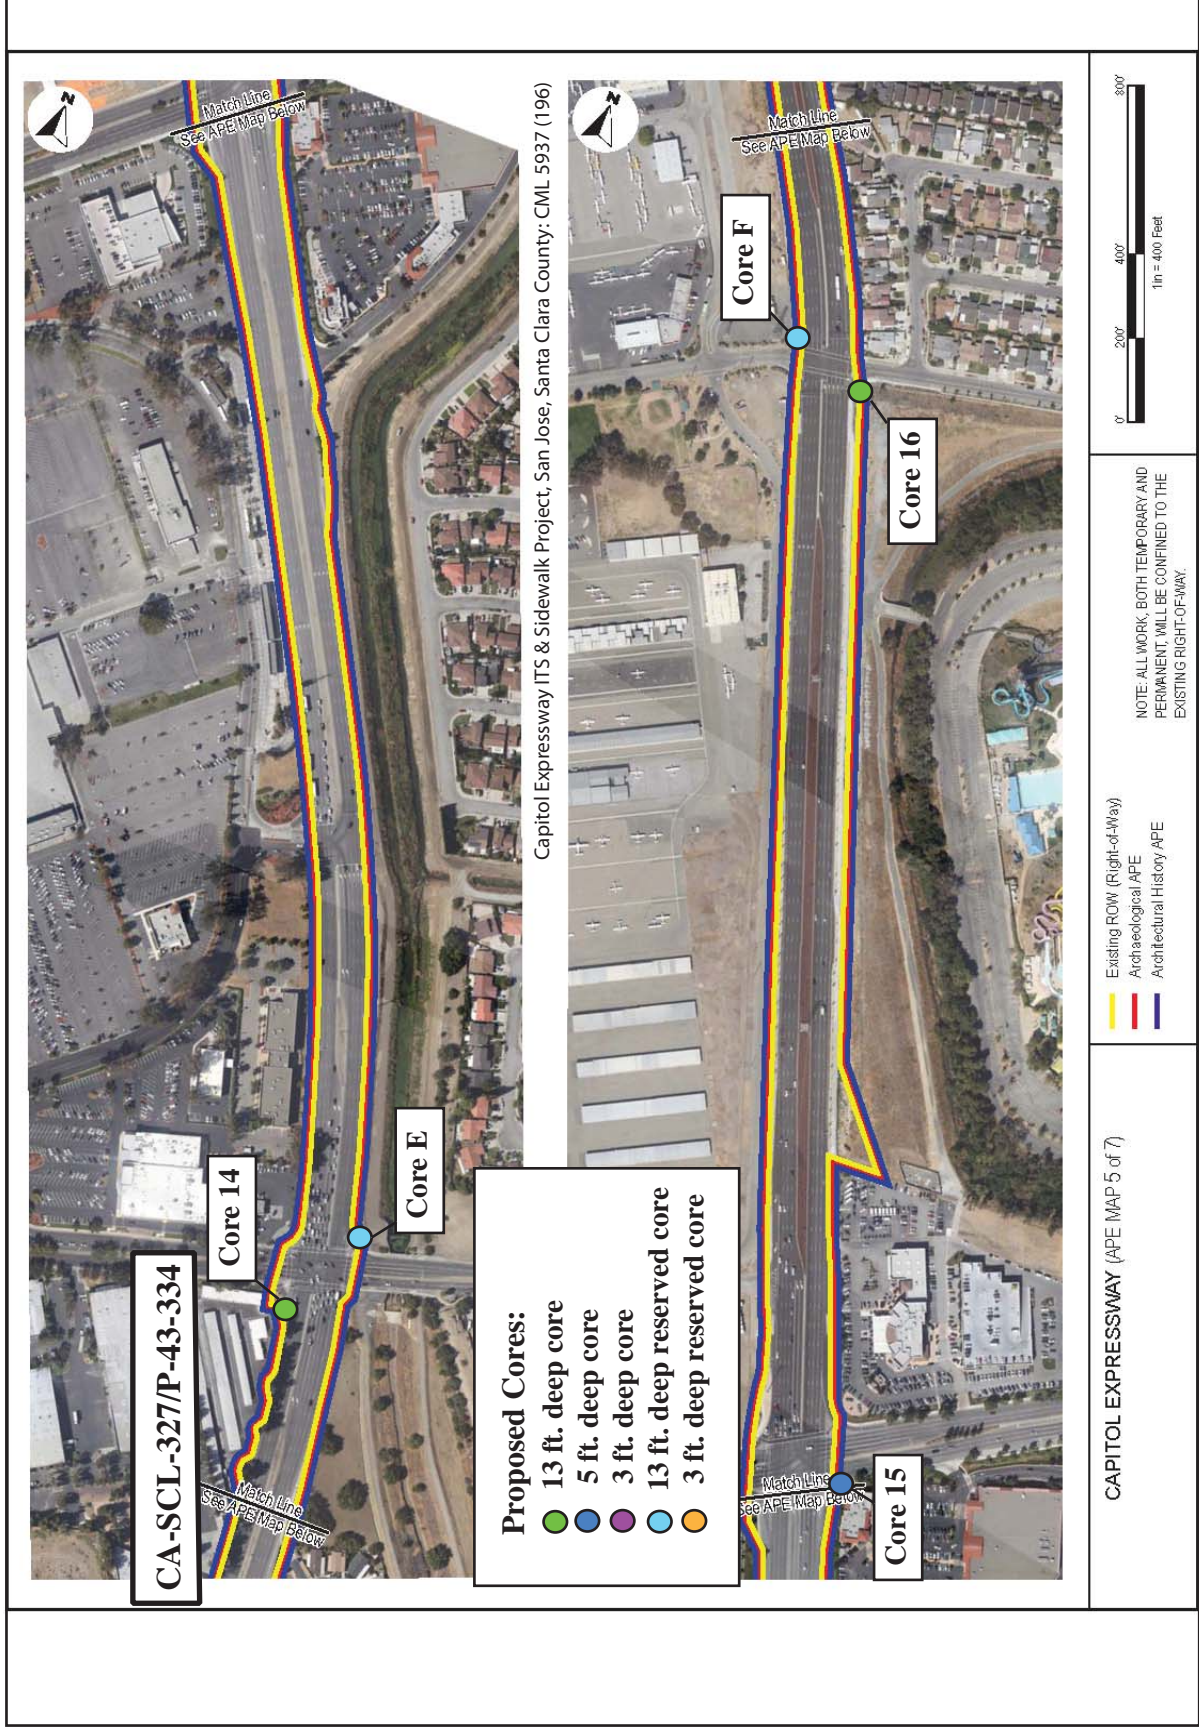 N
Match Line
See APE Map Below
CA-SCL-327/P-43-334
Core 14
Core E
Match Line
See APE Map Below
Capitol Expressway ITS & Sidewalk Project, San Jose, Santa Clara County: CML 5937 (196)
N
Match Line
See APE Map Below
Core F
Core 16
Proposed Cores:
13 ft. deep core
5 ft. deep core
3 ft. deep core
13 ft. deep reserved core
3 ft. deep reserved core
Match Line
See APE Map Below
Core 15
CAPITOL EXPRESSWAY (APE MAP 5 of 7)
Existing ROW (Right-of-Way)
Archaeological APE
Architectural History APE
NOTE: ALL WORK, BOTH TEMPORARY AND
PERMANENT, WILL BE CONFINED TO THE
EXISTING RIGHT-OF-WAY.
0' 200' 400' 800'
1in = 400 Feet